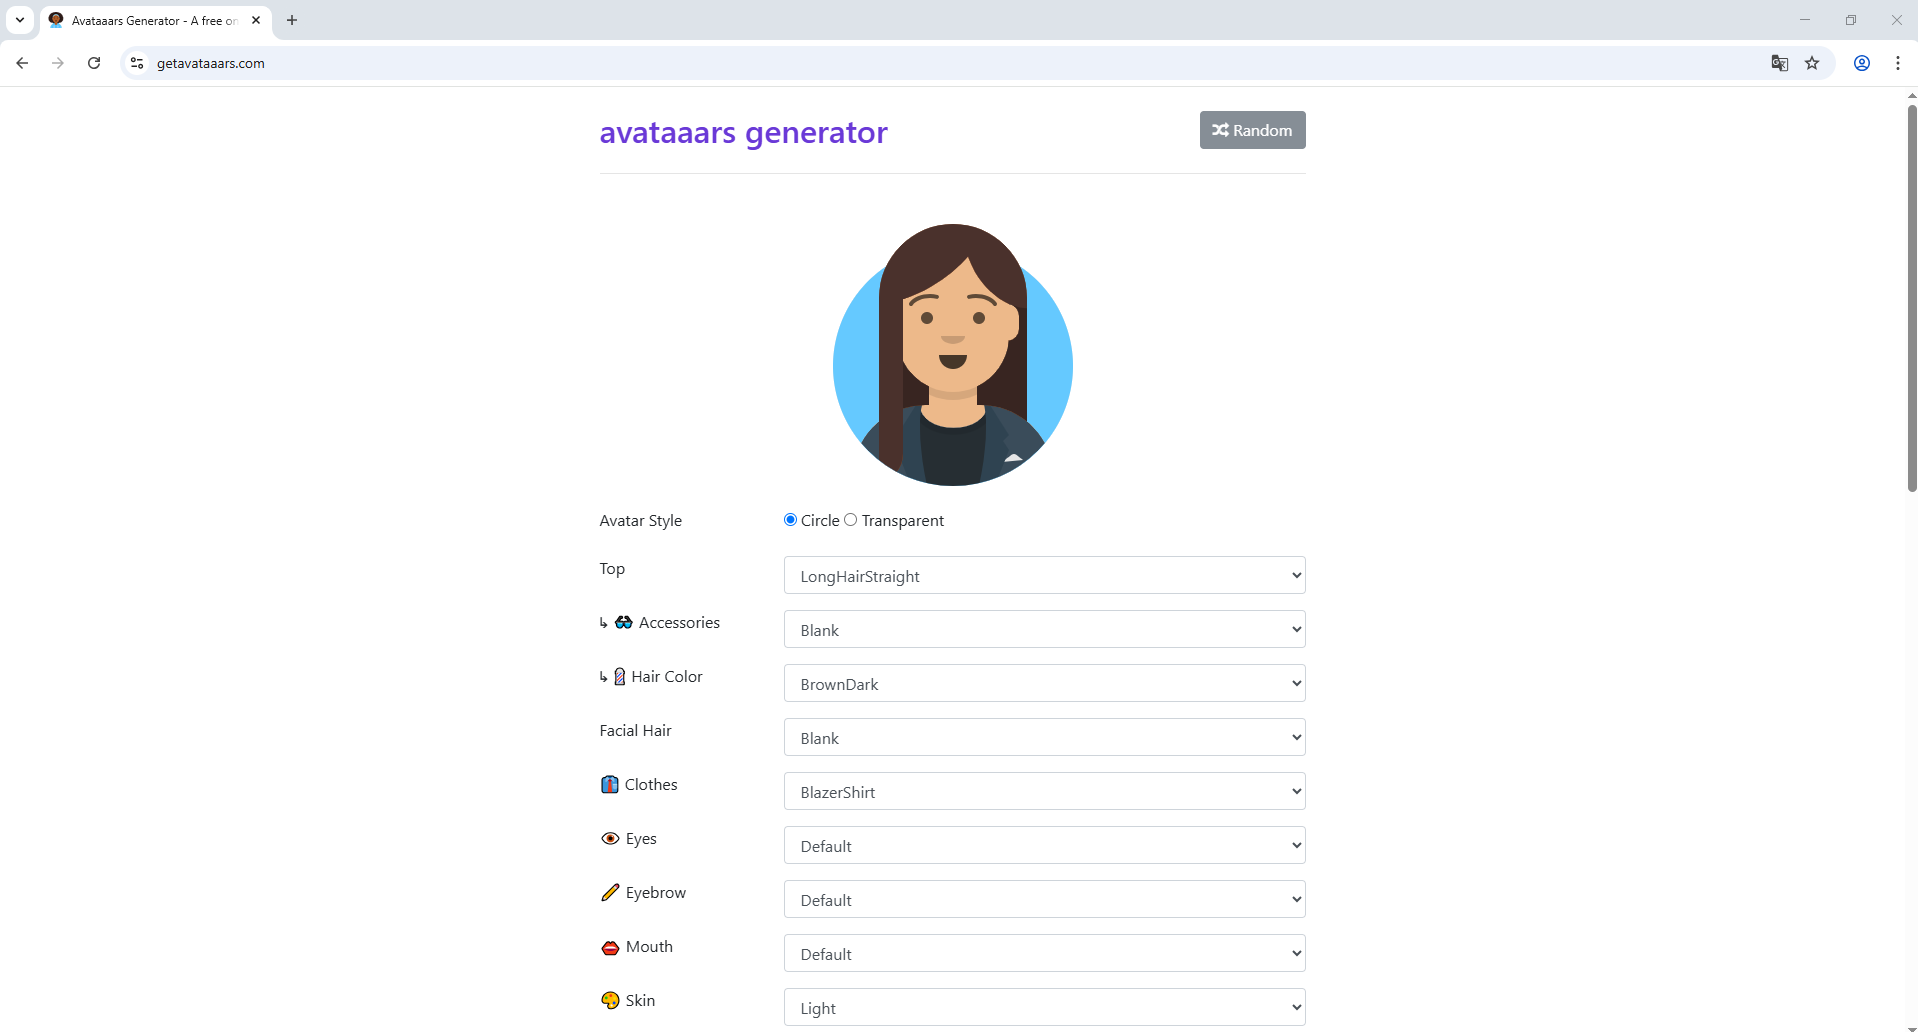 Avataaars Generator - A free on
getavataaars.com
avataaars generator
Random
Avatar Style
Circle Transparent
Top
LongHairStraight
↳ 🕶 Accessories
Blank
↳ 💈 Hair Color
BrownDark
Facial Hair
Blank
👔 Clothes
BlazerShirt
👁 Eyes
Default
✏ Eyebrow
Default
👄 Mouth
Default
🎨 Skin
Light